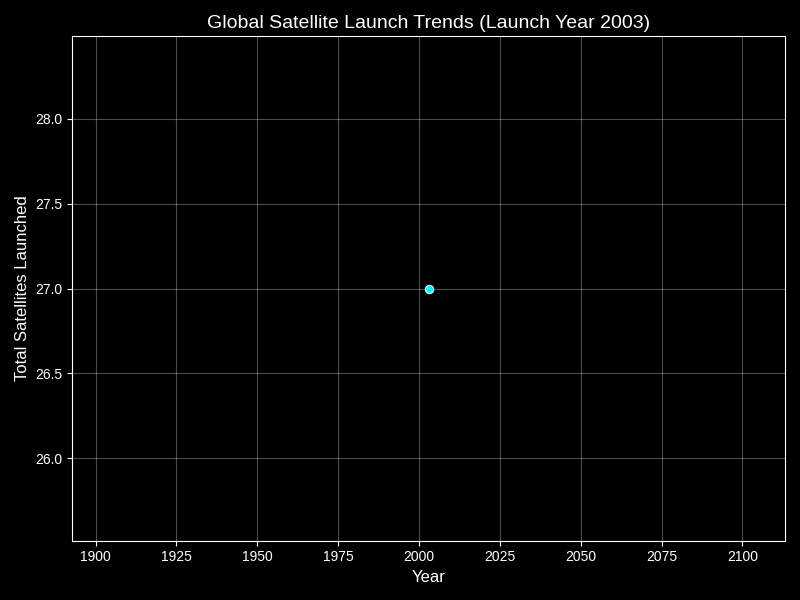 Global Satellite Launch Trends (Launch Year 2003)
Total Satellites Launched
28.0
27.5
27.0
26.5
26.0
1900 1925 1950 1975 2000 2025 2050 2075 2100
Year